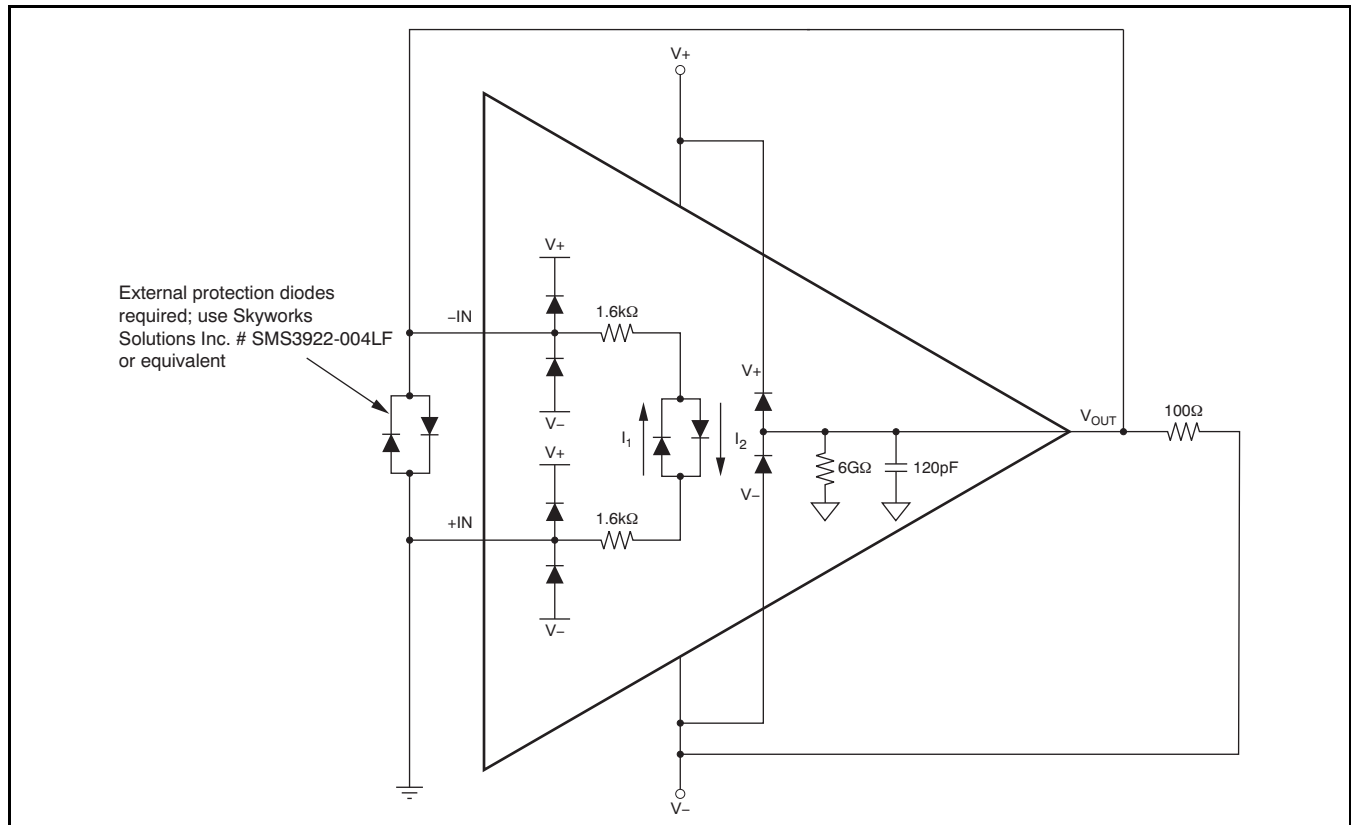 V+
V+
External protection diodes
required; use Skyworks
Solutions Inc. # SMS3922-004LF
or equivalent
–IN
1.6kΩ
V–
V+
I1
I2
V+
VOUT
100Ω
6GΩ
120pF
V–
+IN
1.6kΩ
V–
V–